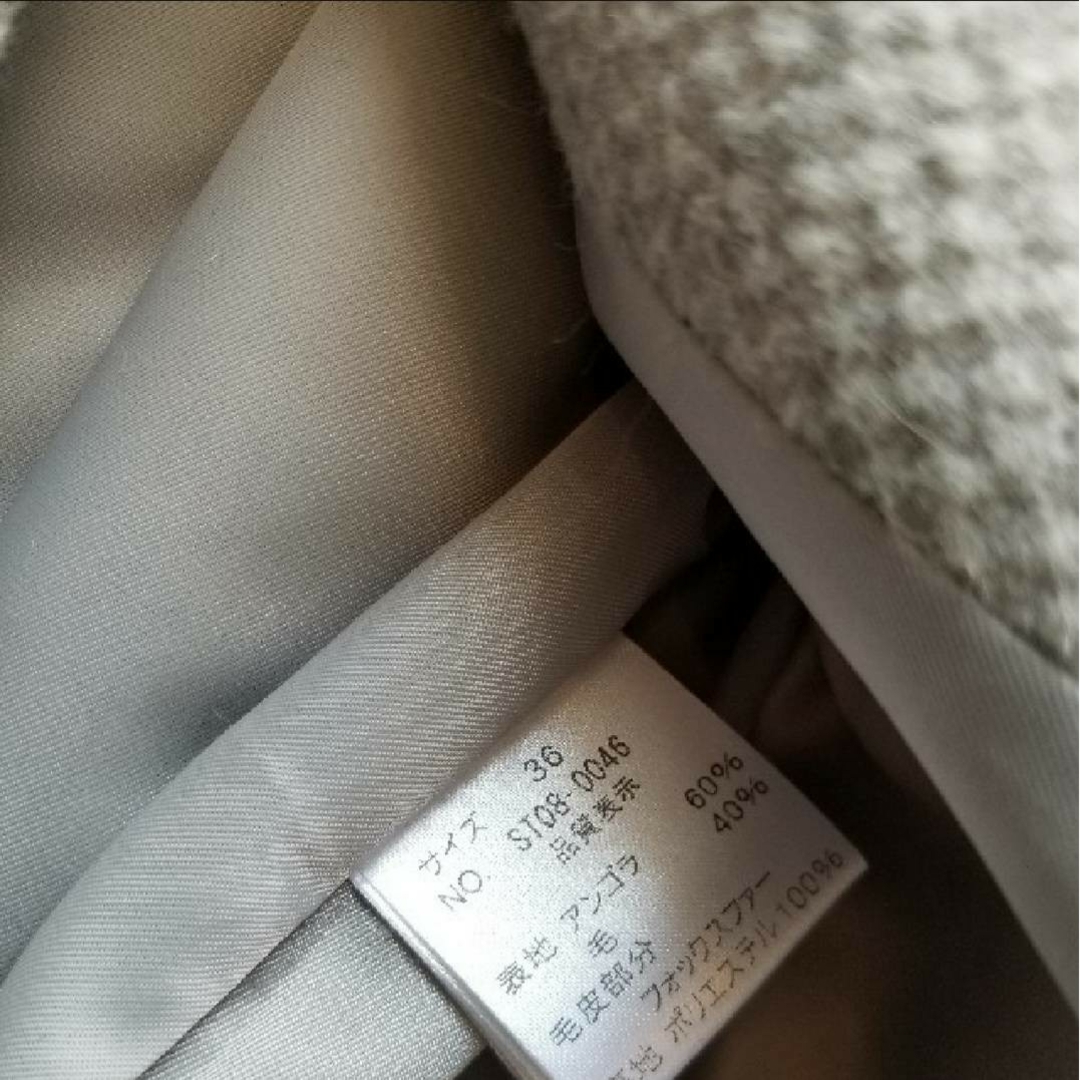 サイズ 36
NO. ST08-0046
品質表示
表地 アンゴラ 60%
毛 40%
毛皮部分
フォックスファー
地 ポリエステル100%